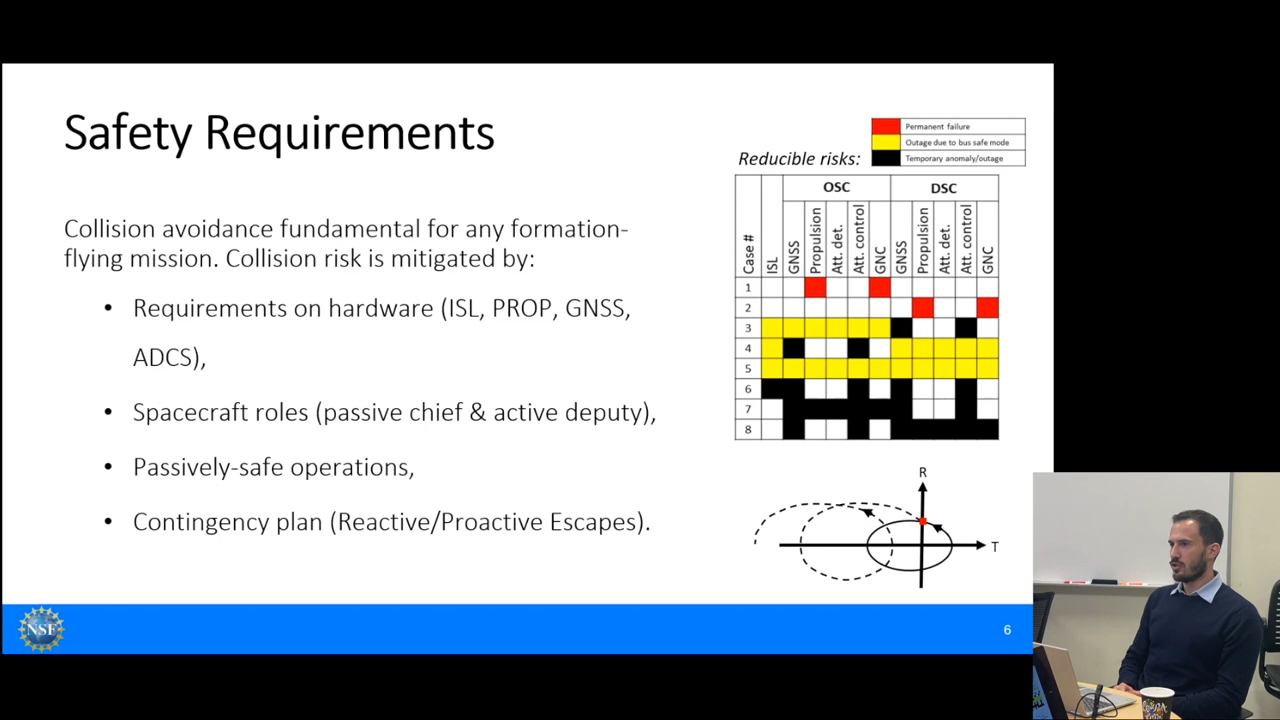 Safety Requirements
Collision avoidance fundamental for any formation-
flying mission. Collision risk is mitigated by:
• Requirements on hardware (ISL, PROP, GNSS,
ADCS),
• Spacecraft roles (passive chief & active deputy),
• Passively-safe operations,
• Contingency plan (Reactive/Proactive Escapes).
Permanent failure
Outage due to bus safe mode
Temporary anomaly/outage
Reducible risks:
OSC DSC
Case # ISL GNSS Propulsion Att. det. Att. control GNC GNSS Propulsion Att. det. Att. control GNC
1
2
3
4
5
6
7
8
R
T
NSF
6